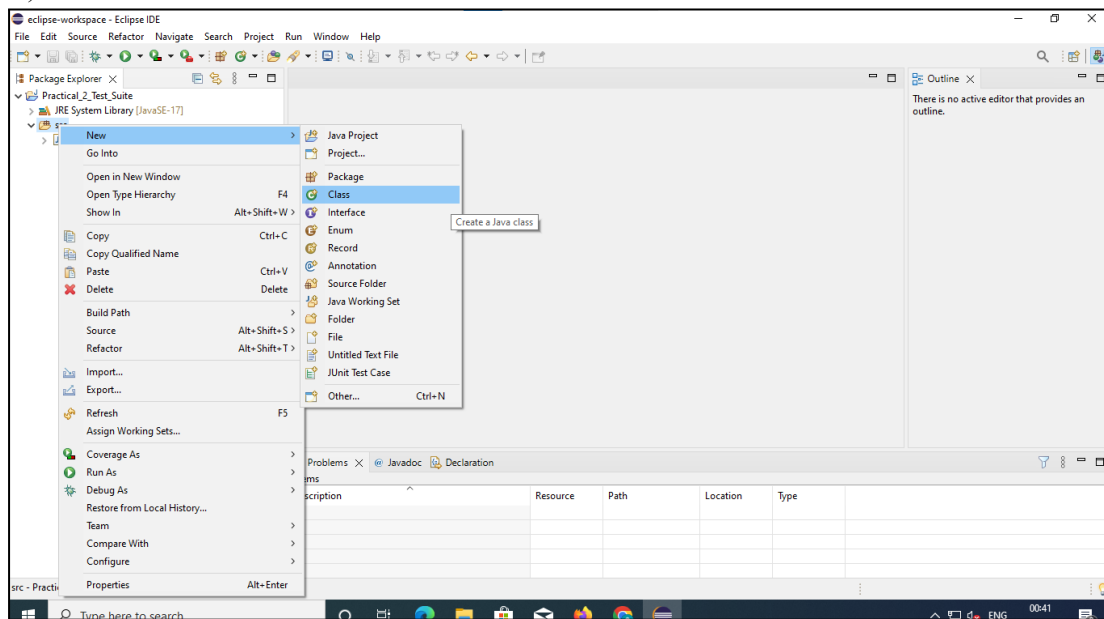 eclipse-workspace - Eclipse IDE
File Edit Source Refactor Navigate Search Project Run Window Help
Package Explorer
Outline
Practical_2_Test_Suite
There is no active editor that provides an
outline.
JRE System Library [JavaSE-17]
New
Go Into
Open in New Window
Open Type Hierarchy F4
Show In Alt+Shift+W
Copy Ctrl+C
Copy Qualified Name
Paste Ctrl+V
Delete Delete
Build Path
Source Alt+Shift+S
Refactor Alt+Shift+T
Import...
Export...
Refresh F5
Assign Working Sets...
Coverage As
Run As
Debug As
Restore from Local History...
Team
Compare With
Configure
Properties Alt+Enter
Java Project
Project...
Package
Class
Interface
Enum
Record
Annotation
Source Folder
Java Working Set
Folder
File
Untitled Text File
JUnit Test Case
Other... Ctrl+N
Create a Java class
Problems @ Javadoc Declaration
Resource Path Location Type
src - Practi
Type here to search
ENG
00:41